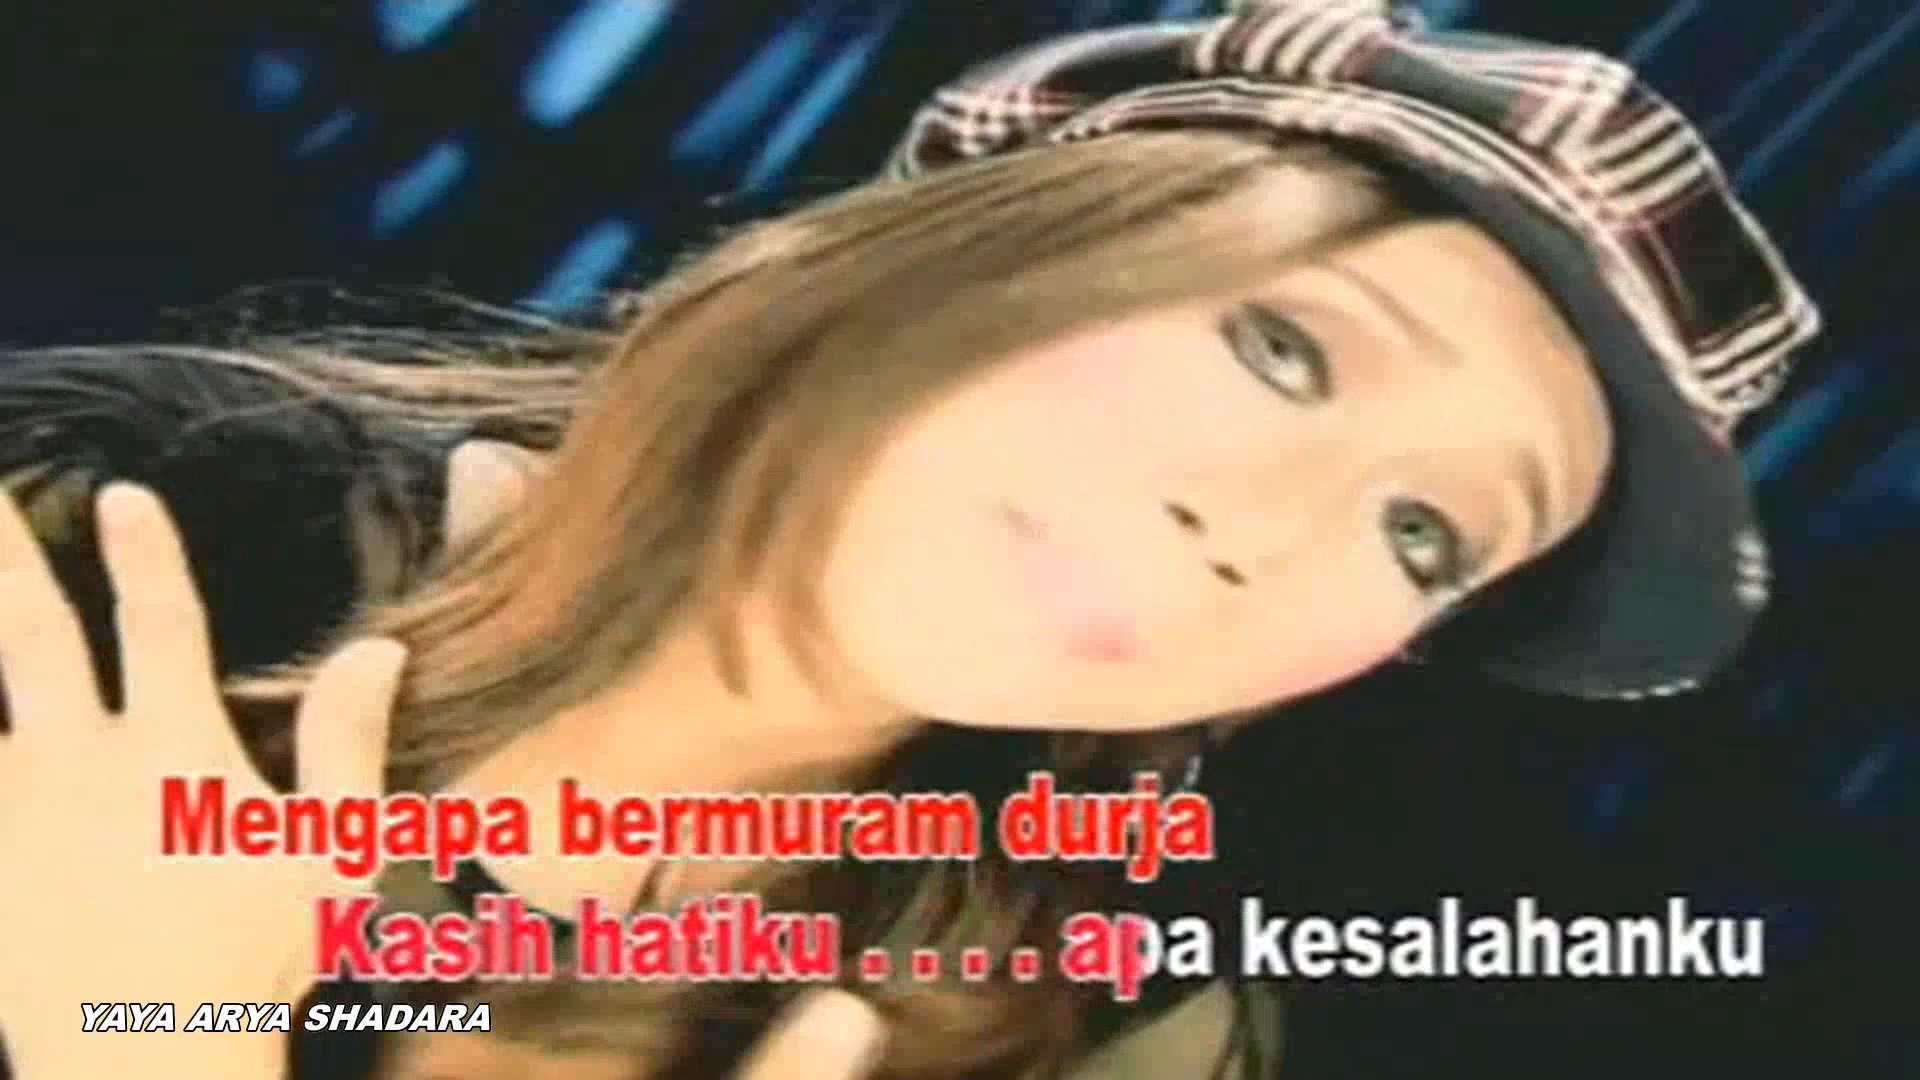 Mengapa bermuram durja
Kasih hatiku . . . . apa kesalahanku
YAYA ARYA SHADARA